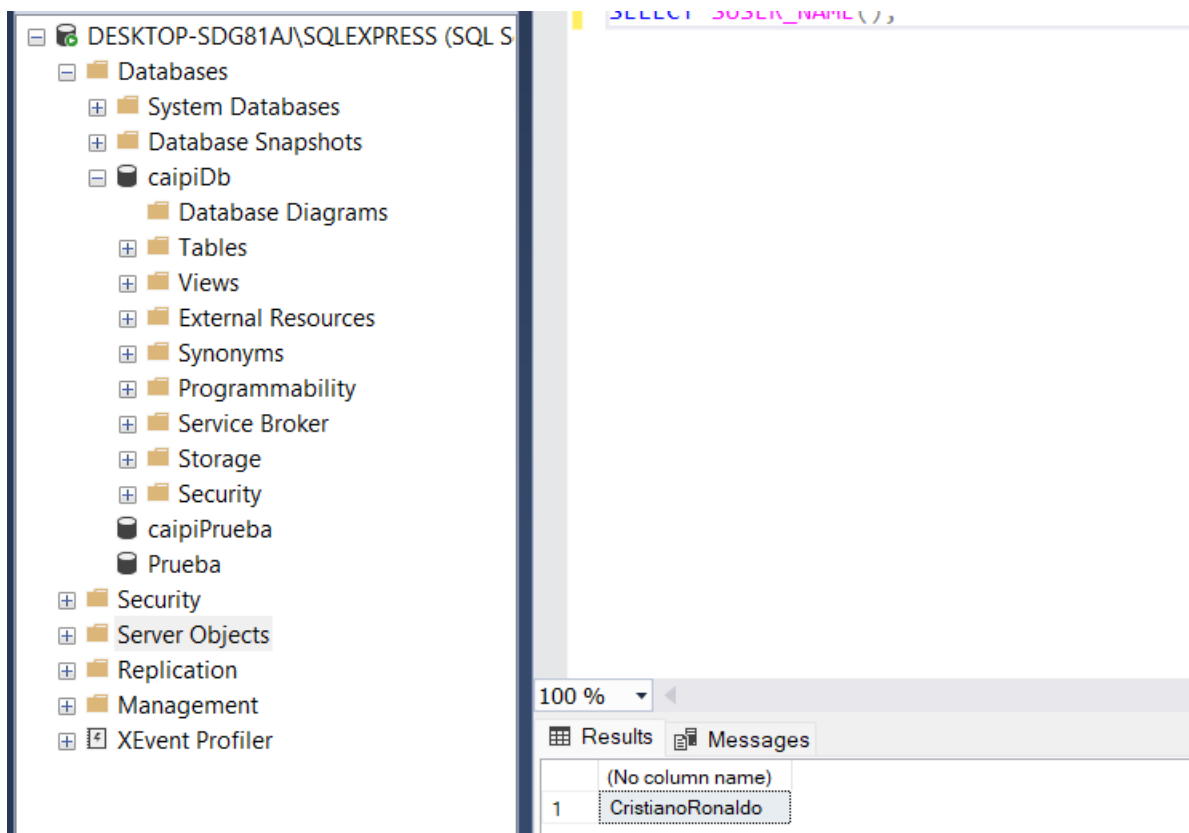 SELECT SUSER_NAME();
DESKTOP-SDG81AJ\SQLEXPRESS (SQL S
Databases
System Databases
Database Snapshots
caipiDb
Database Diagrams
Tables
Views
External Resources
Synonyms
Programmability
Service Broker
Storage
Security
caipiPrueba
Prueba
Security
Server Objects
Replication
Management
XEvent Profiler
100 %
Results Messages
(No column name)
1 CristianoRonaldo